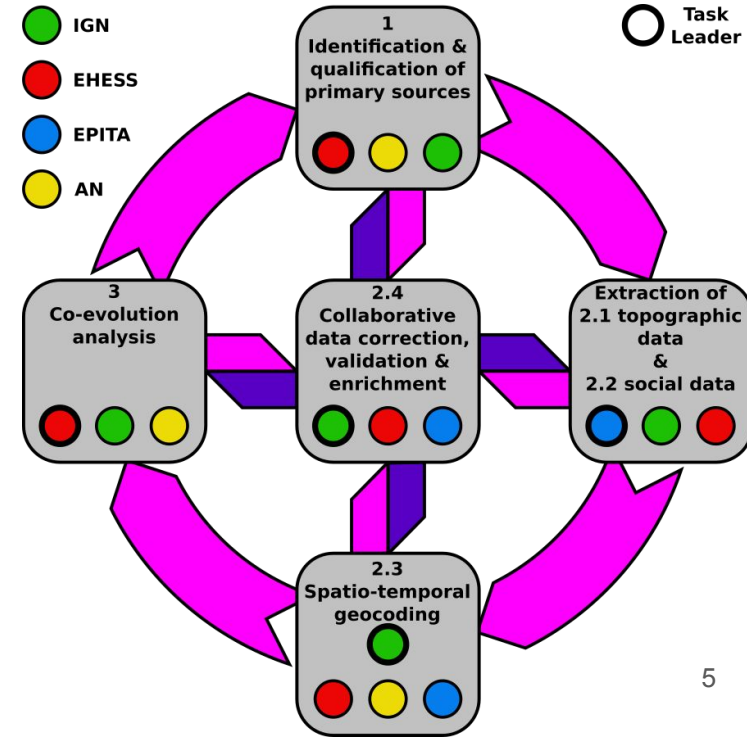 IGN
EHESS
EPITA
AN
Task
Leader
1
Identification &
qualification of
primary sources
3
Co-evolution
analysis
2.4
Collaborative
data correction,
validation &
enrichment
Extraction of
2.1 topographic
data
&
2.2 social data
2.3
Spatio-temporal
geocoding
5